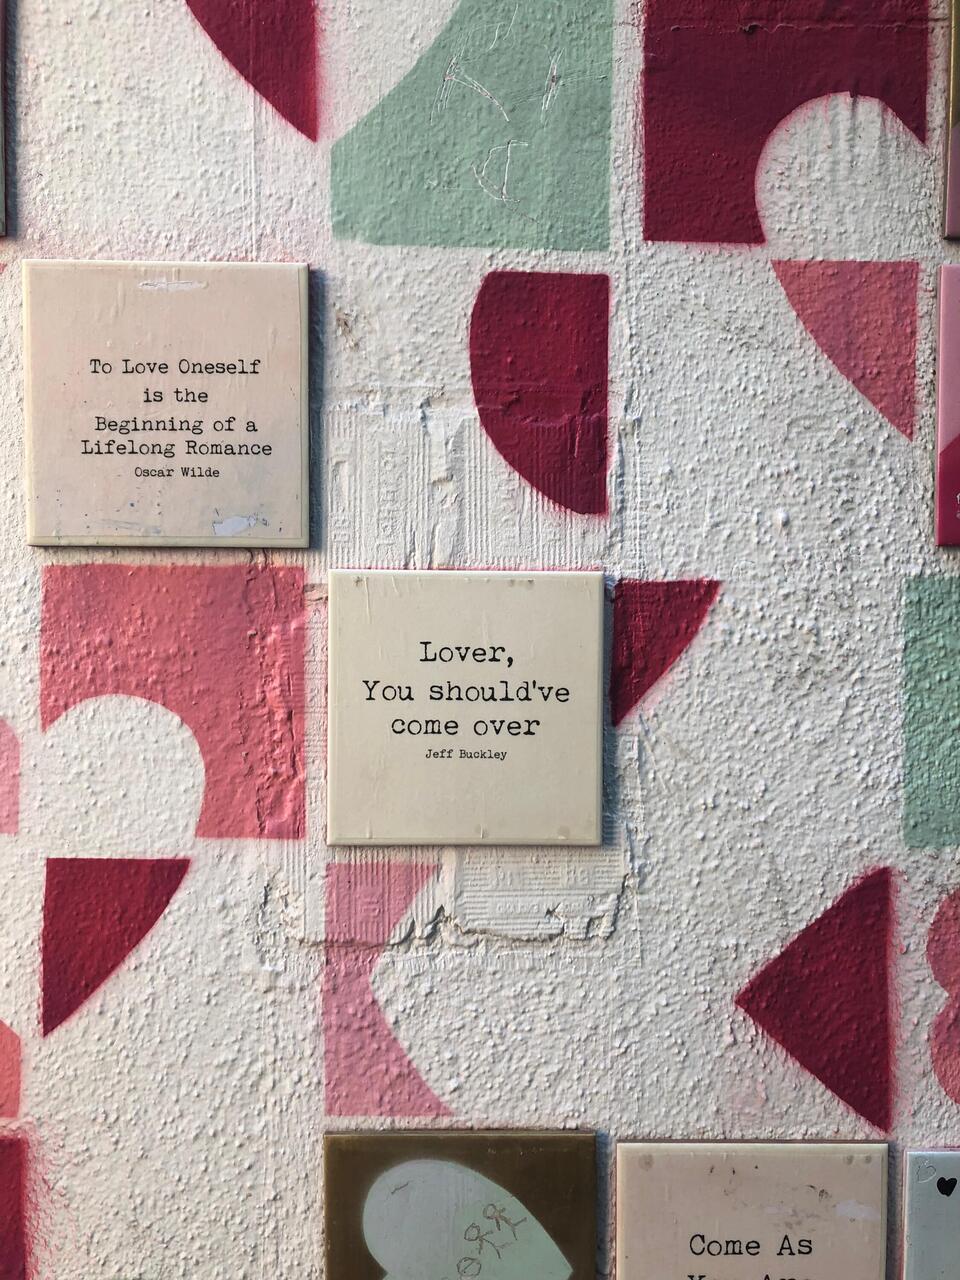 To Love Oneself
is the
Beginning of a
Lifelong Romance
Oscar Wilde
Lover,
You should've
come over
Jeff Buckley
Come As